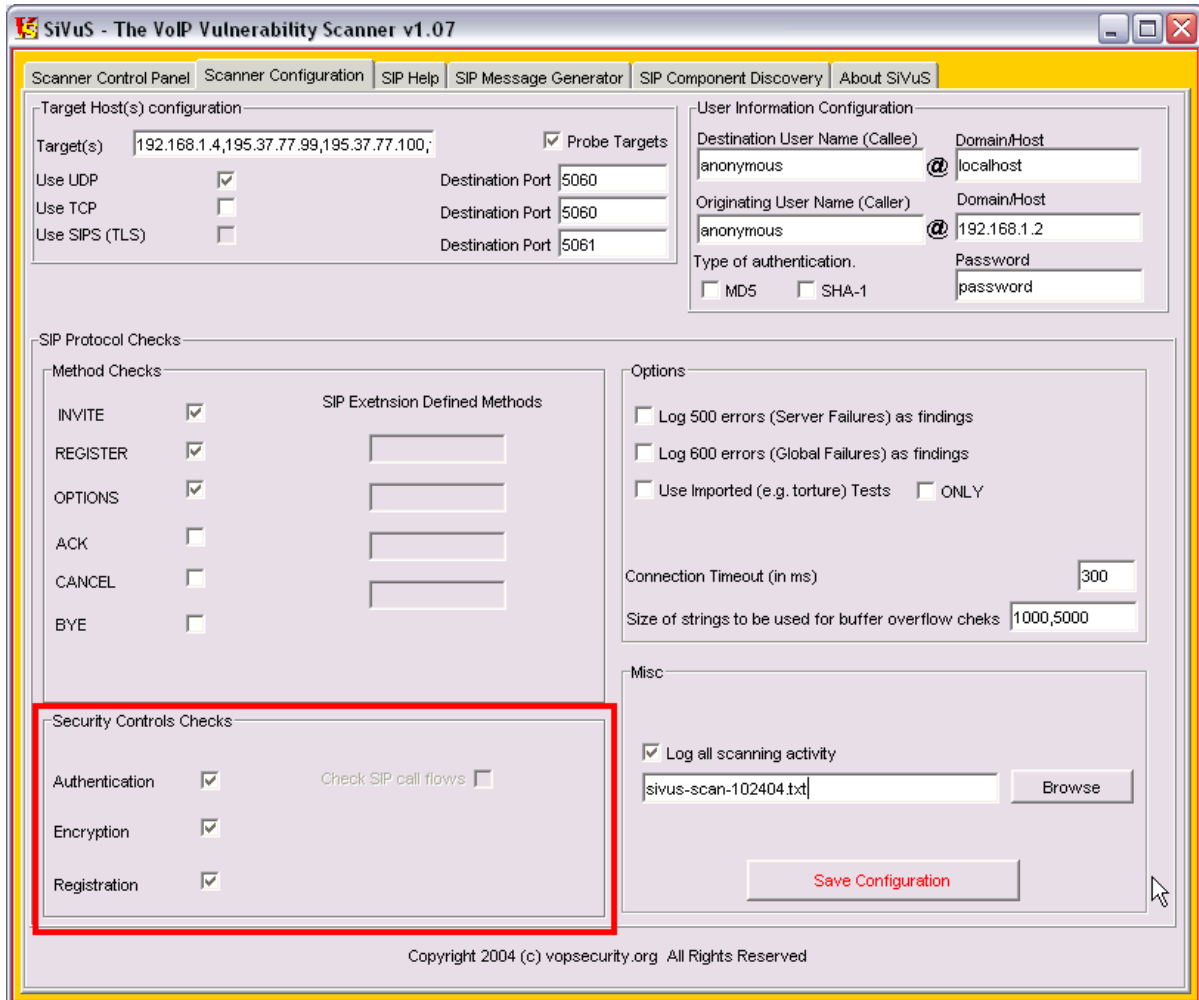 SiVuS - The VoIP Vulnerability Scanner v1.07
Scanner Control Panel
Scanner Configuration
SIP Help
SIP Message Generator
SIP Component Discovery
About SiVuS
Target Host(s) configuration
Target(s)
192.168.1.4,195.37.77.99,195.37.77.100,
Probe Targets
Use UDP
Destination Port
5060
Use TCP
Destination Port
5060
Use SIPS (TLS)
Destination Port
5061
User Information Configuration
Destination User Name (Callee)
Domain/Host
anonymous
@
localhost
Originating User Name (Caller)
Domain/Host
anonymous
@
192.168.1.2
Type of authentication.
Password
MD5
SHA-1
password
SIP Protocol Checks
Method Checks
SIP Exetnsion Defined Methods
INVITE
REGISTER
OPTIONS
ACK
CANCEL
BYE
Options
Log 500 errors (Server Failures) as findings
Log 600 errors (Global Failures) as findings
Use Imported (e.g. torture) Tests
ONLY
Connection Timeout (in ms)
300
Size of strings to be used for buffer overflow cheks
1000,5000
Security Controls Checks
Authentication
Check SIP call flows
Encryption
Registration
Misc
Log all scanning activity
sivus-scan-102404.txt
Browse
Save Configuration
Copyright 2004 (c) vopsecurity.org All Rights Reserved